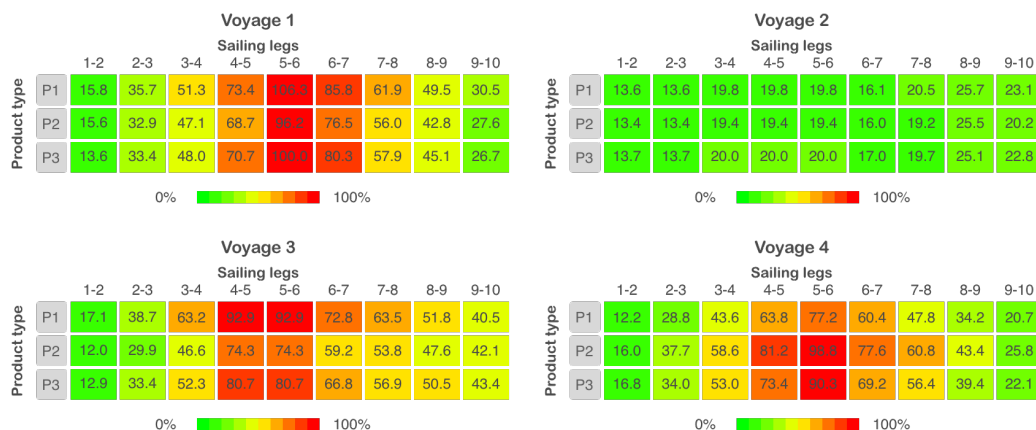 Voyage 1
Sailing legs
1-2 2-3 3-4 4-5 5-6 6-7 7-8 8-9 9-10
Product type
P1 15.8 35.7 51.3 73.4 106.3 85.8 61.9 49.5 30.5
P2 15.6 32.9 47.1 68.7 96.2 76.5 56.0 42.8 27.6
P3 13.6 33.4 48.0 70.7 100.0 80.3 57.9 45.1 26.7
0% 100%
Voyage 2
Sailing legs
1-2 2-3 3-4 4-5 5-6 6-7 7-8 8-9 9-10
Product type
P1 13.6 13.6 19.8 19.8 19.8 16.1 20.5 25.7 23.1
P2 13.4 13.4 19.4 19.4 19.4 16.0 19.2 25.5 20.2
P3 13.7 13.7 20.0 20.0 20.0 17.0 19.7 25.1 22.8
0% 100%
Voyage 3
Sailing legs
1-2 2-3 3-4 4-5 5-6 6-7 7-8 8-9 9-10
Product type
P1 17.1 38.7 63.2 92.9 92.9 72.8 63.5 51.8 40.5
P2 12.0 29.9 46.6 74.3 74.3 59.2 53.8 47.6 42.1
P3 12.9 33.4 52.3 80.7 80.7 66.8 56.9 50.5 43.4
0% 100%
Voyage 4
Sailing legs
1-2 2-3 3-4 4-5 5-6 6-7 7-8 8-9 9-10
Product type
P1 12.2 28.8 43.6 63.8 77.2 60.4 47.8 34.2 20.7
P2 16.0 37.7 58.6 81.2 98.8 77.6 60.8 43.4 25.8
P3 16.8 34.0 53.0 73.4 90.3 69.2 56.4 39.4 22.1
0% 100%